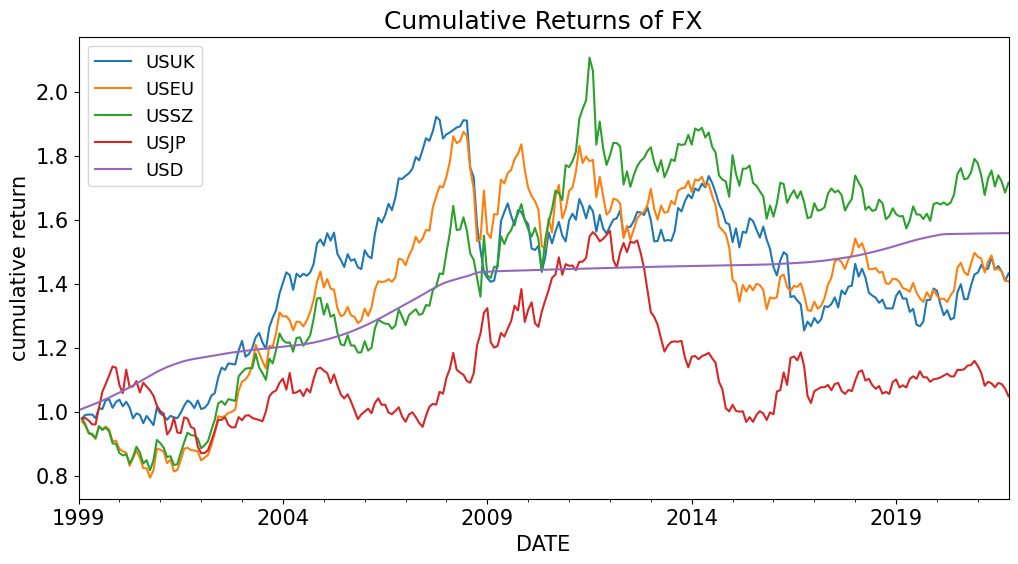 Cumulative Returns of FX
USUK
USEU
USSZ
USJP
USD
cumulative return
2.0
1.8
1.6
1.4
1.2
1.0
0.8
1999
2004
2009
2014
2019
DATE